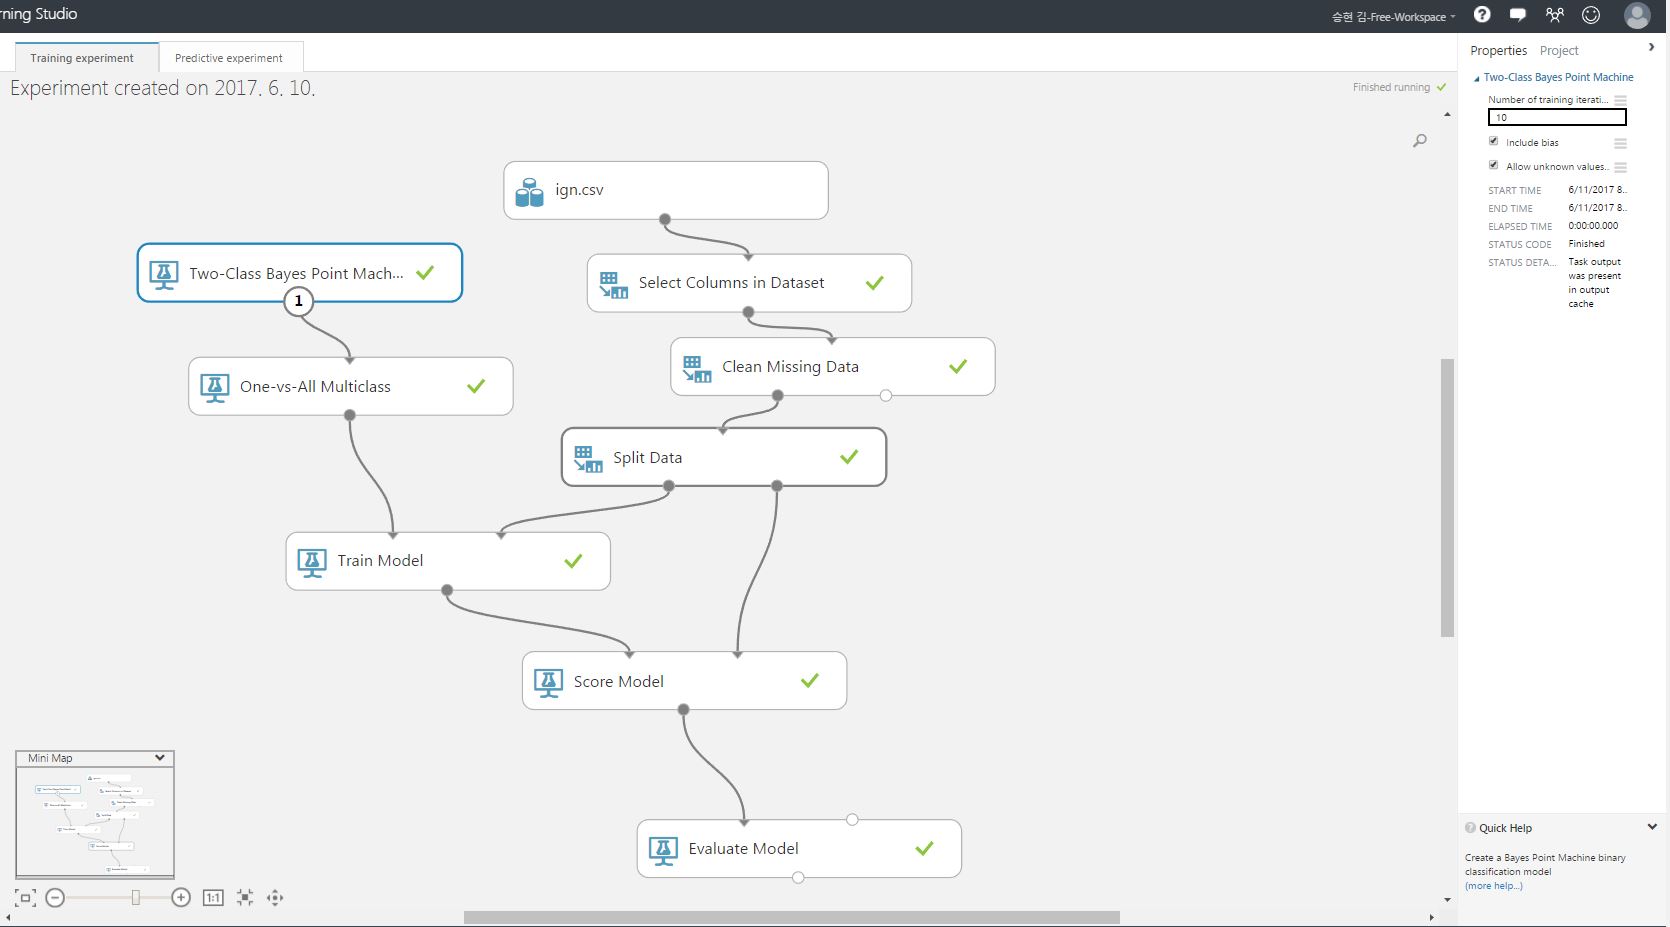 rning Studio
승현 김-Free-Workspace
Training experiment
Predictive experiment
Experiment created on 2017. 6. 10.
Finished running
ign.csv
Two-Class Bayes Point Mach...
1
Select Columns in Dataset
Clean Missing Data
One-vs-All Multiclass
Split Data
Train Model
Score Model
Evaluate Model
Mini Map
1:1
Properties
Project
Two-Class Bayes Point Machine
Number of training iterati...
10
Include bias
Allow unknown values..
START TIME 6/11/2017 8..
END TIME 6/11/2017 8..
ELAPSED TIME 0:00:00.000
STATUS CODE Finished
STATUS DETA... Task output
was present
in output
cache
Quick Help
Create a Bayes Point Machine binary
classification model
(more help...)